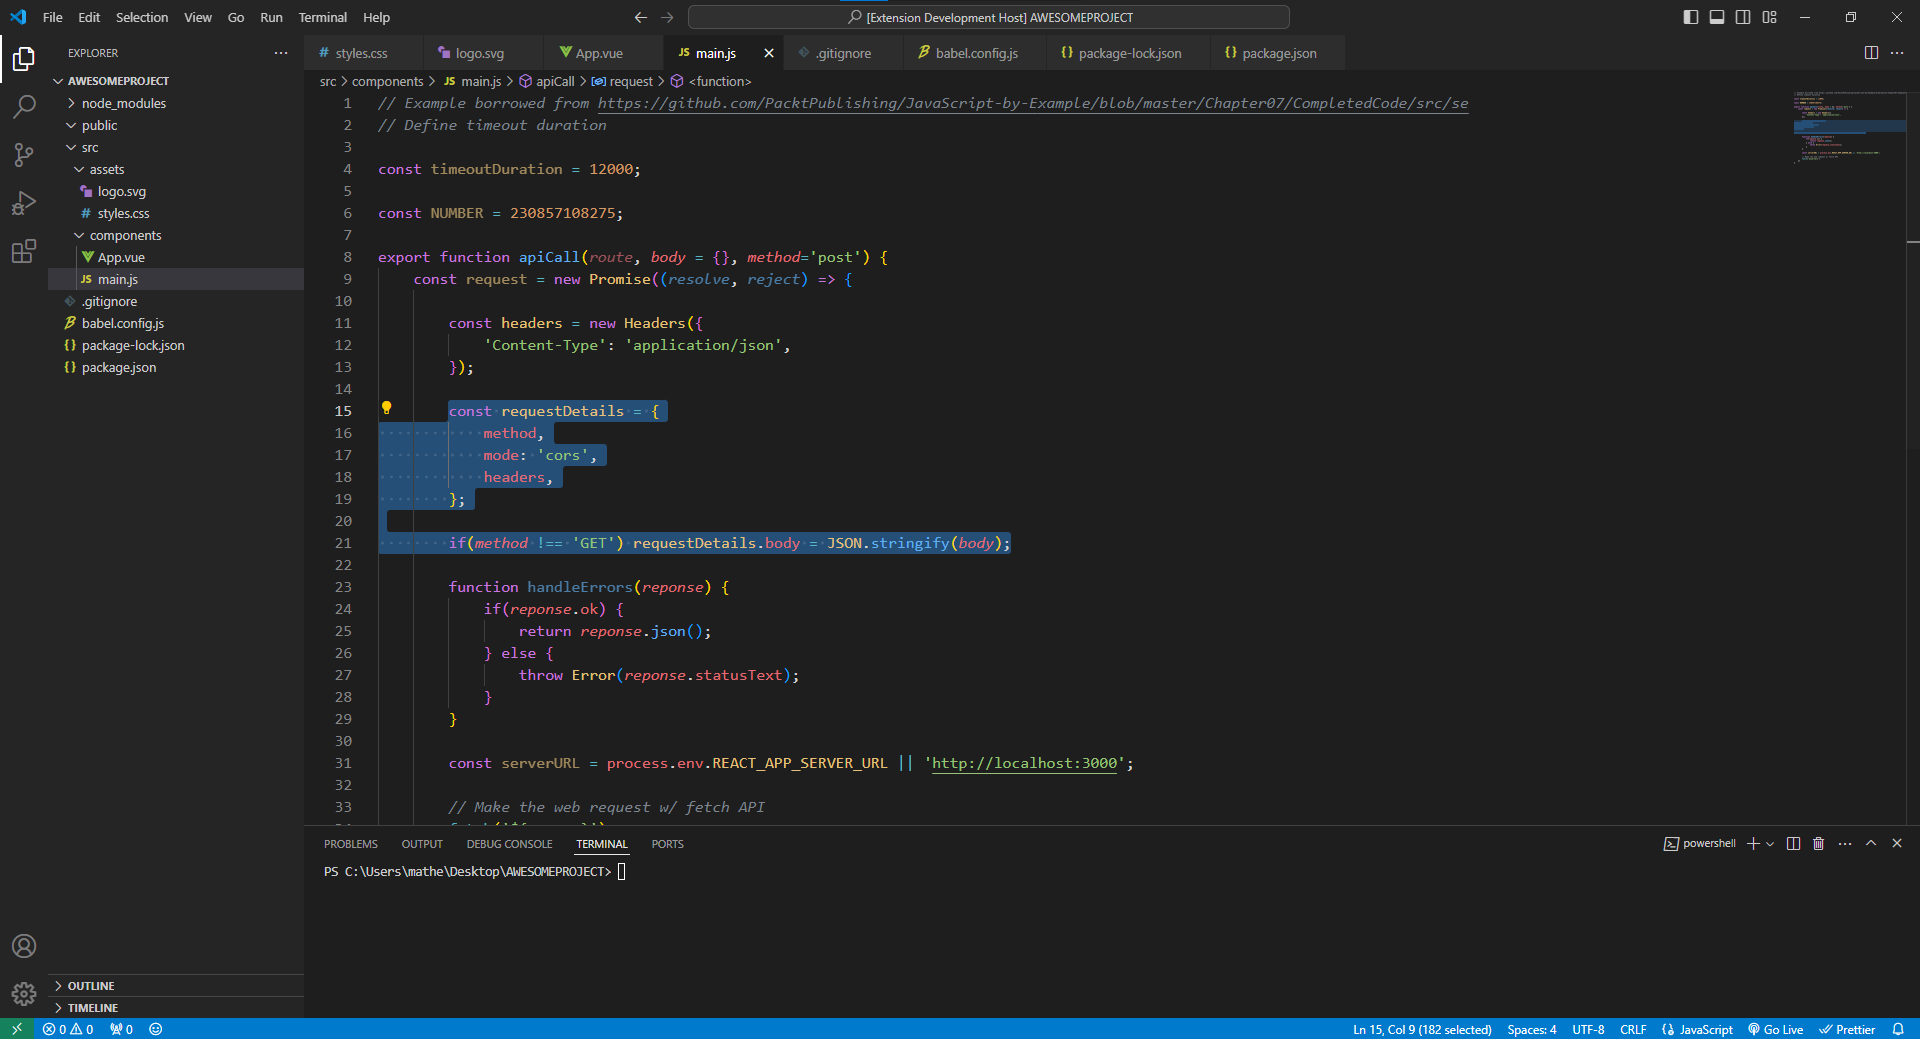 File Edit Selection View Go Run Terminal Help
[Extension Development Host] AWESOMEPROJECT
EXPLORER
AWESOMEPROJECT
node_modules
public
src
assets
logo.svg
styles.css
components
App.vue
JS main.js
.gitignore
babel.config.js
{} package-lock.json
{} package.json
OUTLINE
TIMELINE
# styles.css logo.svg App.vue JS main.js .gitignore babel.config.js {} package-lock.json {} package.json
src > components > JS main.js > apiCall > request > <function>
1 // Example borrowed from https://github.com/PacktPublishing/JavaScript-by-Example/blob/master/Chapter07/CompletedCode/src/se
2 // Define timeout duration
3
4 const timeoutDuration = 12000;
5
6 const NUMBER = 230857108275;
7
8 export function apiCall(route, body = {}, method='post') {
9 const request = new Promise((resolve, reject) => {
10
11 const headers = new Headers({
12 'Content-Type': 'application/json',
13 });
14
15 const requestDetails = {
16 method,
17 mode: 'cors',
18 headers,
19 };
20
21 if(method !== 'GET') requestDetails.body = JSON.stringify(body);
22
23 function handleErrors(reponse) {
24 if(reponse.ok) {
25 return reponse.json();
26 } else {
27 throw Error(reponse.statusText);
28 }
29 }
30
31 const serverURL = process.env.REACT_APP_SERVER_URL || 'http://localhost:3000';
32
33 // Make the web request w/ fetch API
PROBLEMS OUTPUT DEBUG CONSOLE TERMINAL PORTS
powershell
PS C:\Users\mathe\Desktop\AWESOMEPROJECT>
0 0 0
Ln 15, Col 9 (182 selected) Spaces: 4 UTF-8 CRLF {} JavaScript Go Live Prettier